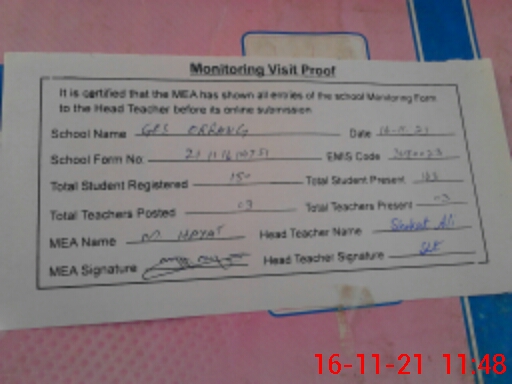 Monitoring Visit Proof
It is certified that the MEA has shown all entries of the school Monitoring Form
to the Head Teacher before its online submission
School Name GPS Date 16-11-21
School Form No: EMIS Code
Total Student Registered 150 Total Student Present
Total Teachers Posted 03 Total Teachers Present 03
MEA Name M. HAYAT Head Teacher Name Shokat Ali
MEA Signature Head Teacher Signature
16-11-21 11:48